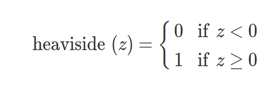 heaviside (z) = { 0 if z < 0
1 if z ≥ 0